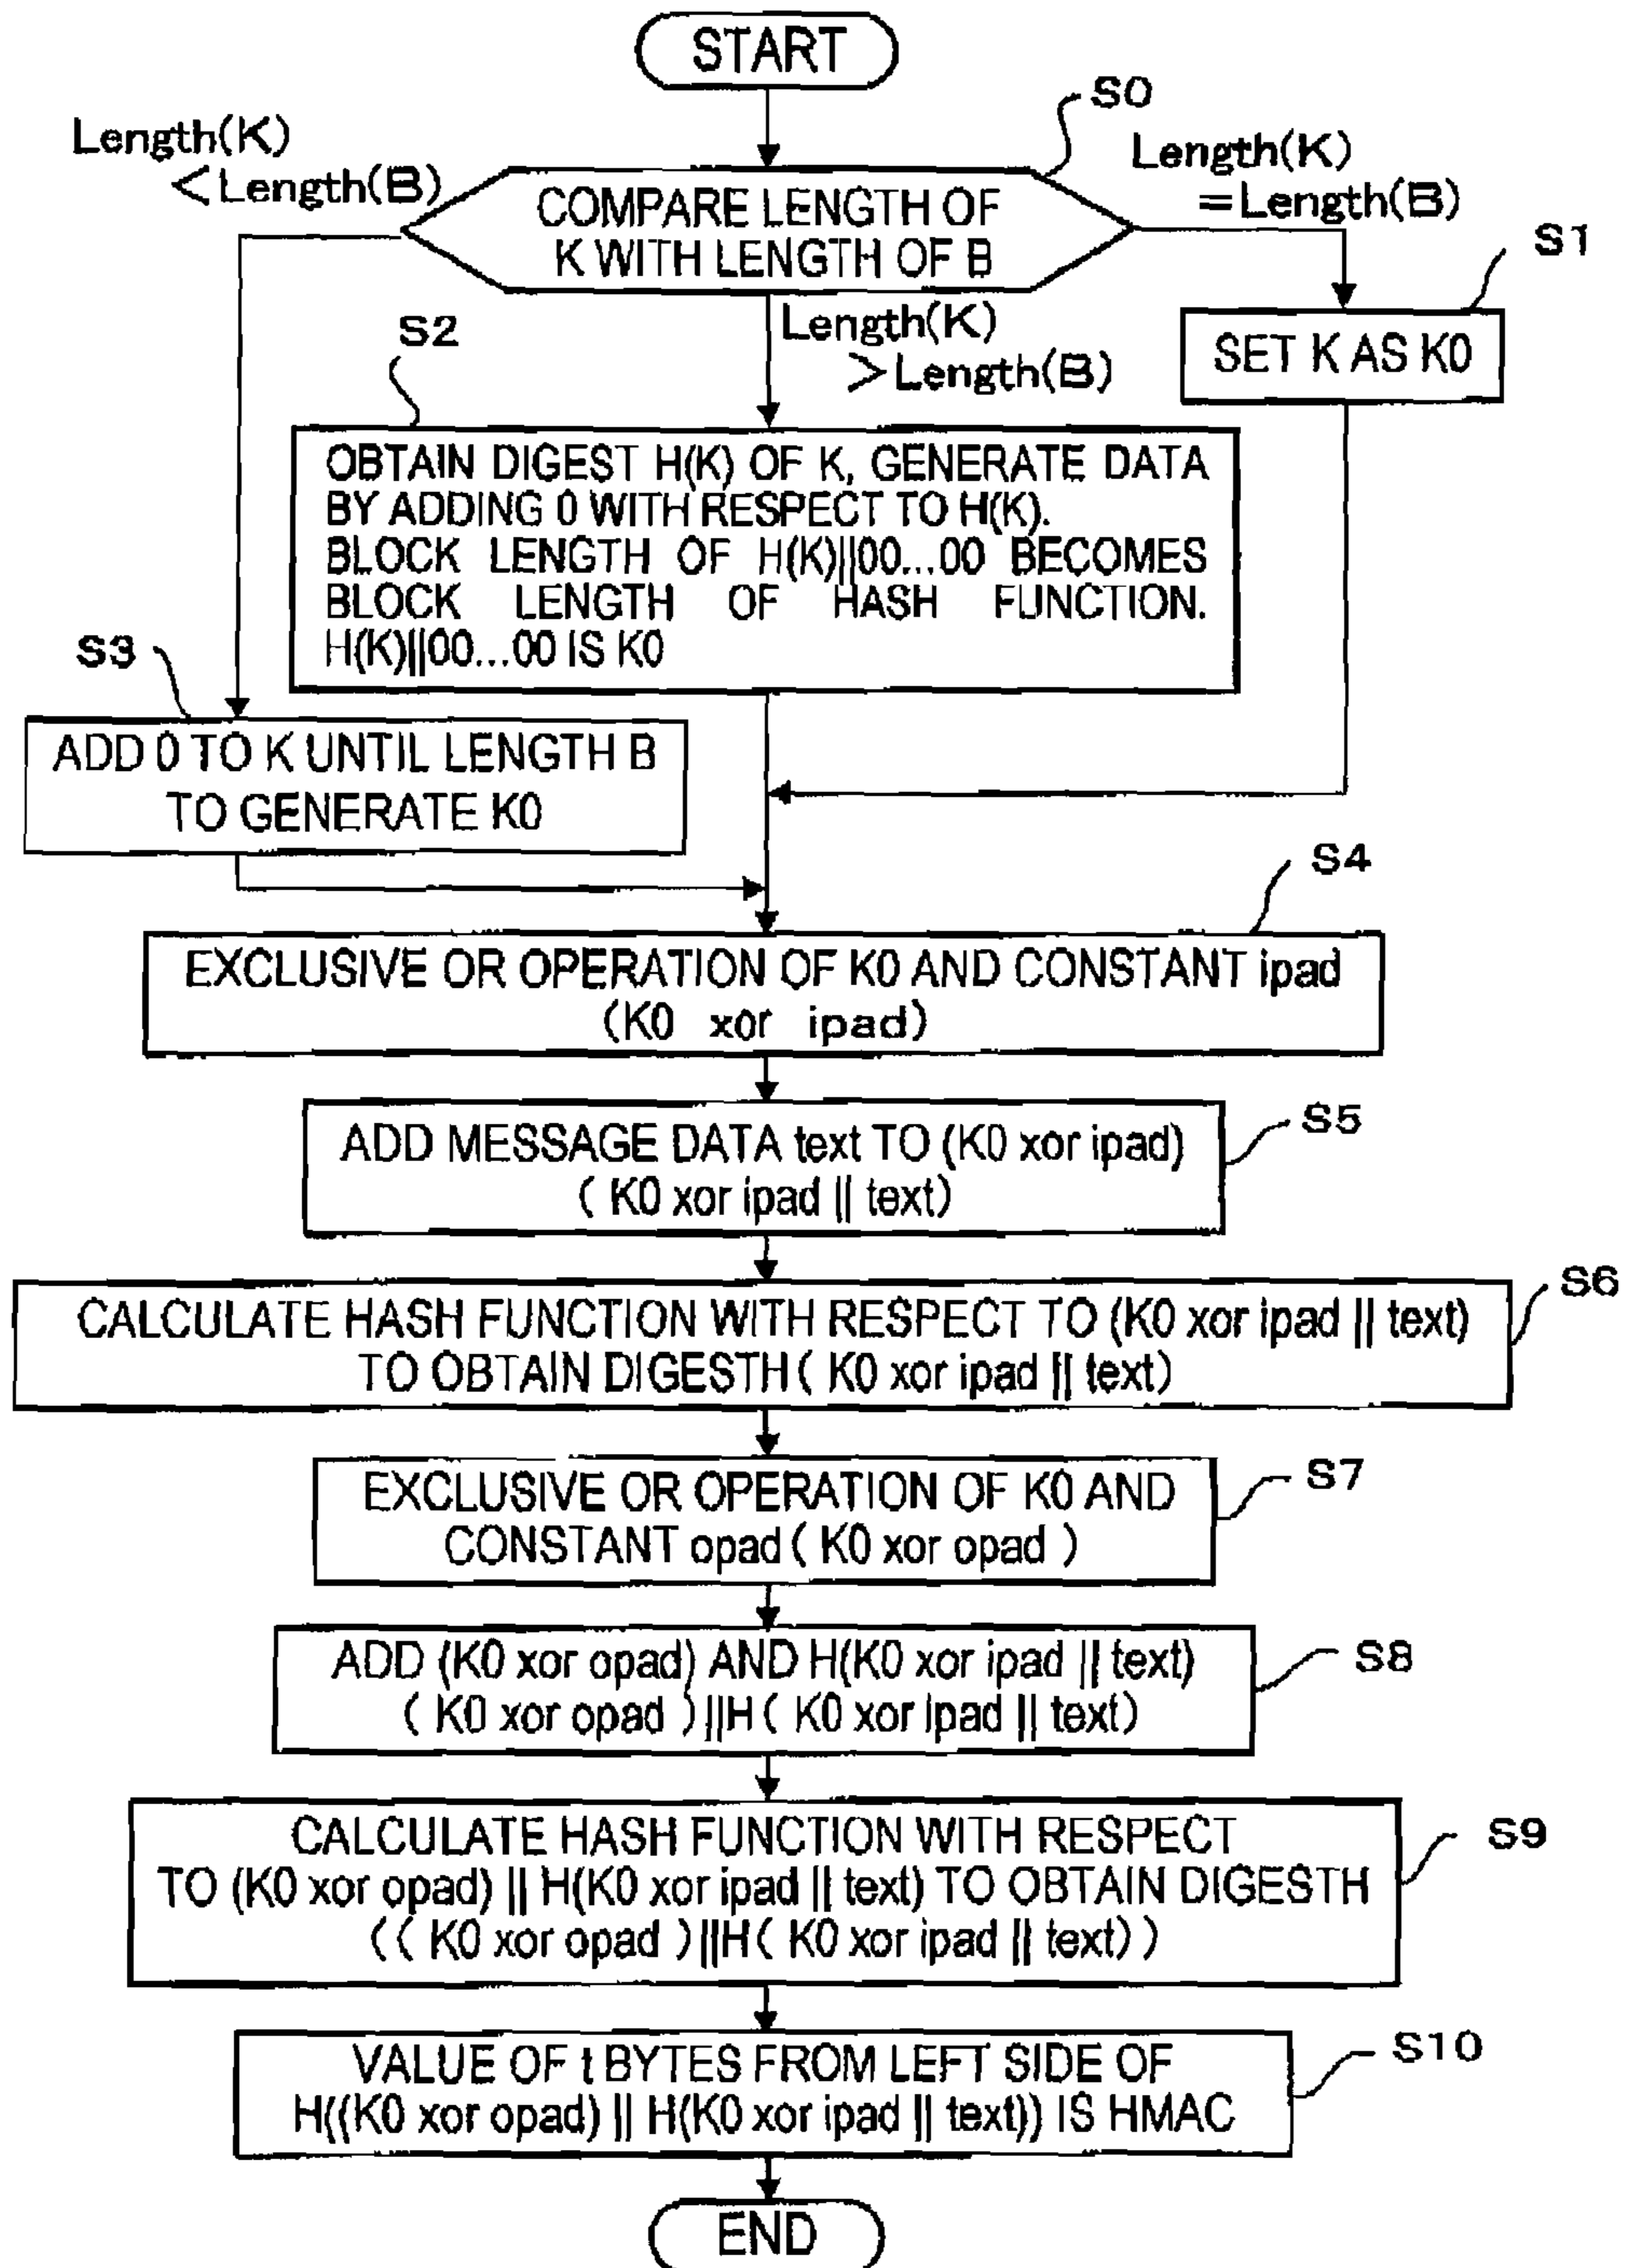 START
S0
Length(K)
<Length(B)
Length(K)
=Length(B)
COMPARE LENGTH OF
K WITH LENGTH OF B
S1
SET K AS K0
Length(K)
>Length(B)
S2
OBTAIN DIGEST H(K) OF K, GENERATE DATA
BY ADDING 0 WITH RESPECT TO H(K).
BLOCK LENGTH OF H(K)||00...00 BECOMES
BLOCK LENGTH OF HASH FUNCTION.
H(K)||00...00 IS K0
S3
ADD 0 TO K UNTIL LENGTH B
TO GENERATE K0
S4
EXCLUSIVE OR OPERATION OF K0 AND CONSTANT ipad
(K0 xor ipad)
S5
ADD MESSAGE DATA text TO (K0 xor ipad)
( K0 xor ipad || text)
S6
CALCULATE HASH FUNCTION WITH RESPECT TO (K0 xor ipad || text)
TO OBTAIN DIGESTH( K0 xor ipad || text)
S7
EXCLUSIVE OR OPERATION OF K0 AND
CONSTANT opad ( K0 xor opad )
S8
ADD (K0 xor opad) AND H(K0 xor ipad || text)
( K0 xor opad )||H( K0 xor ipad || text)
S9
CALCULATE HASH FUNCTION WITH RESPECT
TO (K0 xor opad) || H(K0 xor ipad || text) TO OBTAIN DIGESTH
(( K0 xor opad )||H( K0 xor ipad || text))
S10
VALUE OF t BYTES FROM LEFT SIDE OF
H((K0 xor opad) || H(K0 xor ipad || text)) IS HMAC
END